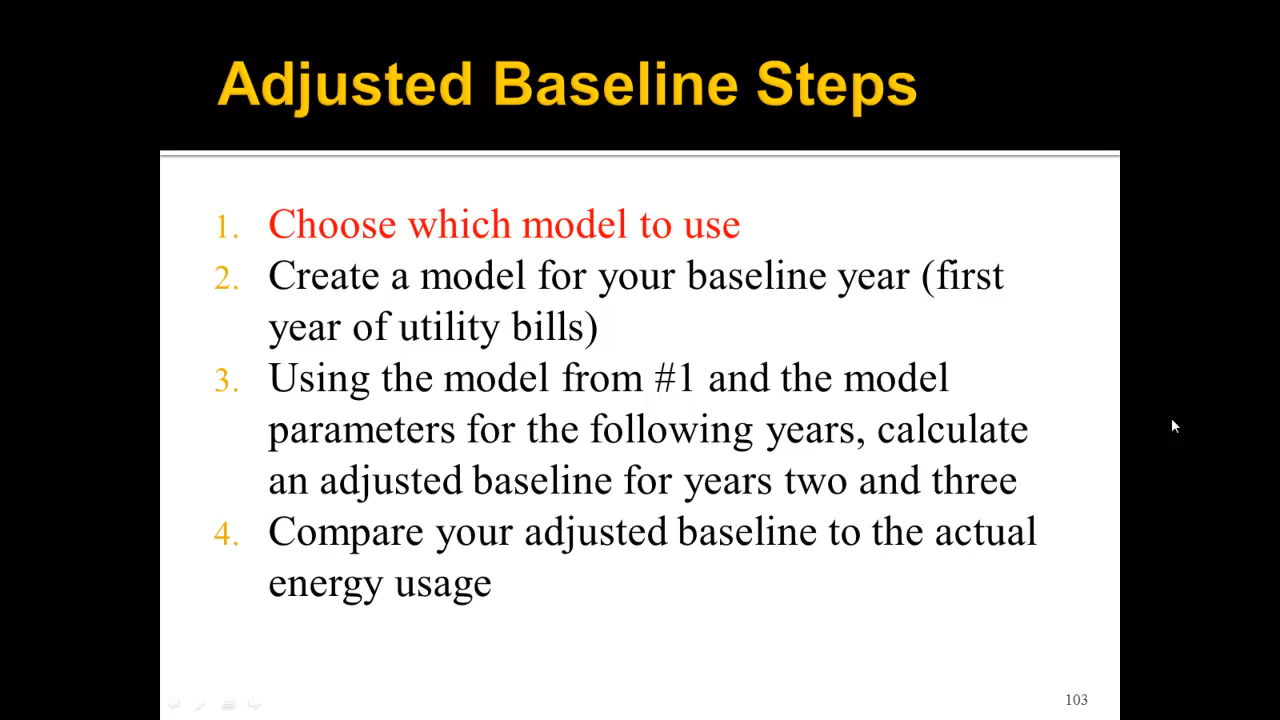 Adjusted Baseline Steps
1. Choose which model to use
2. Create a model for your baseline year (first
year of utility bills)
3. Using the model from #1 and the model
parameters for the following years, calculate
an adjusted baseline for years two and three
4. Compare your adjusted baseline to the actual
energy usage
103